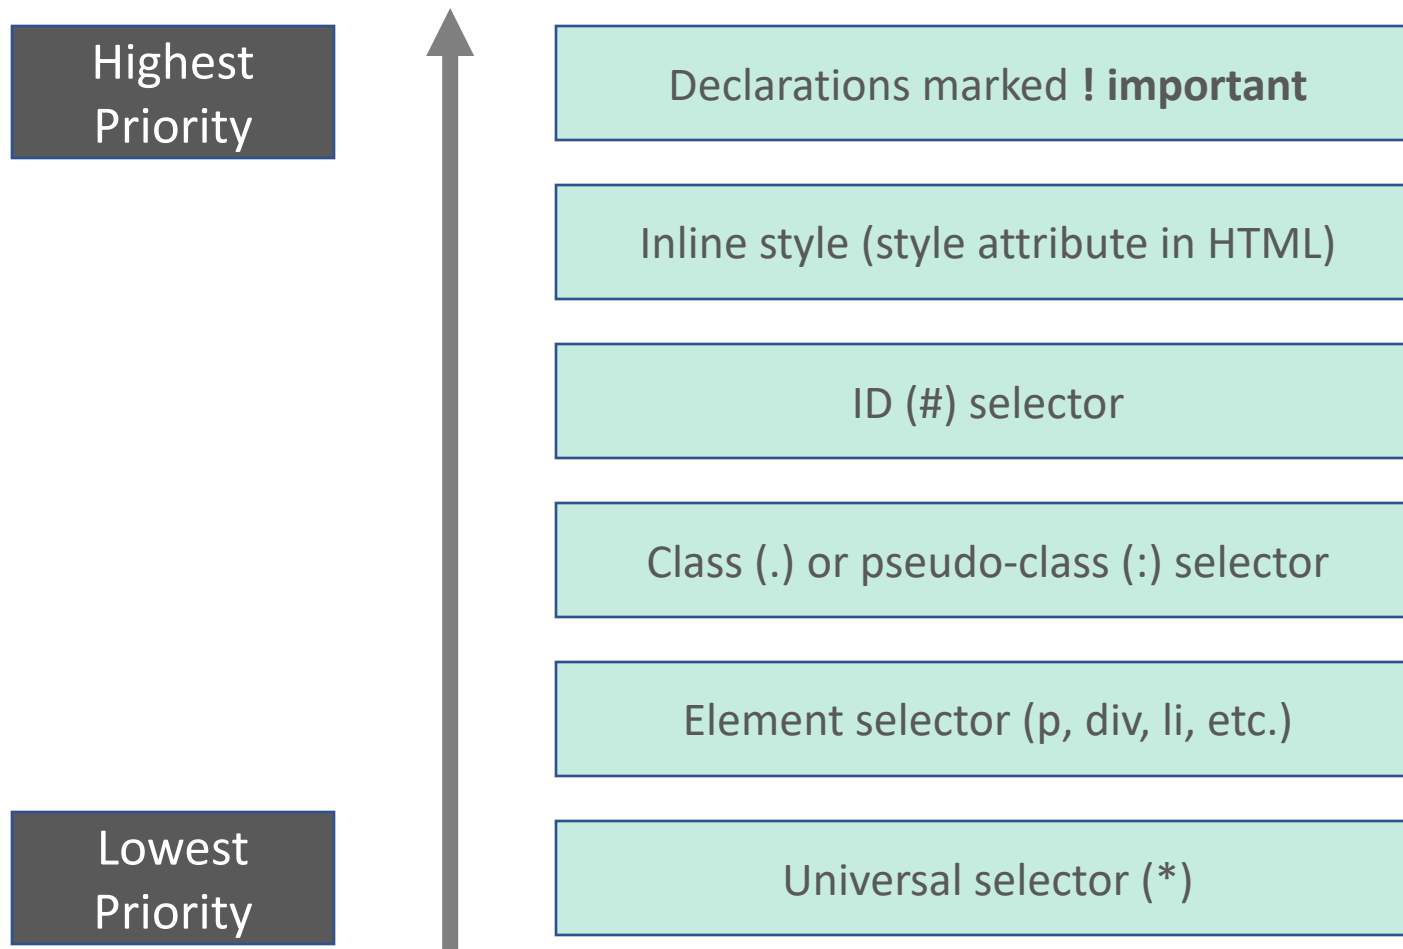 Highest
Priority
Declarations marked ! important
Inline style (style attribute in HTML)
ID (#) selector
Class (.) or pseudo-class (:) selector
Element selector (p, div, li, etc.)
Lowest
Priority
Universal selector (*)